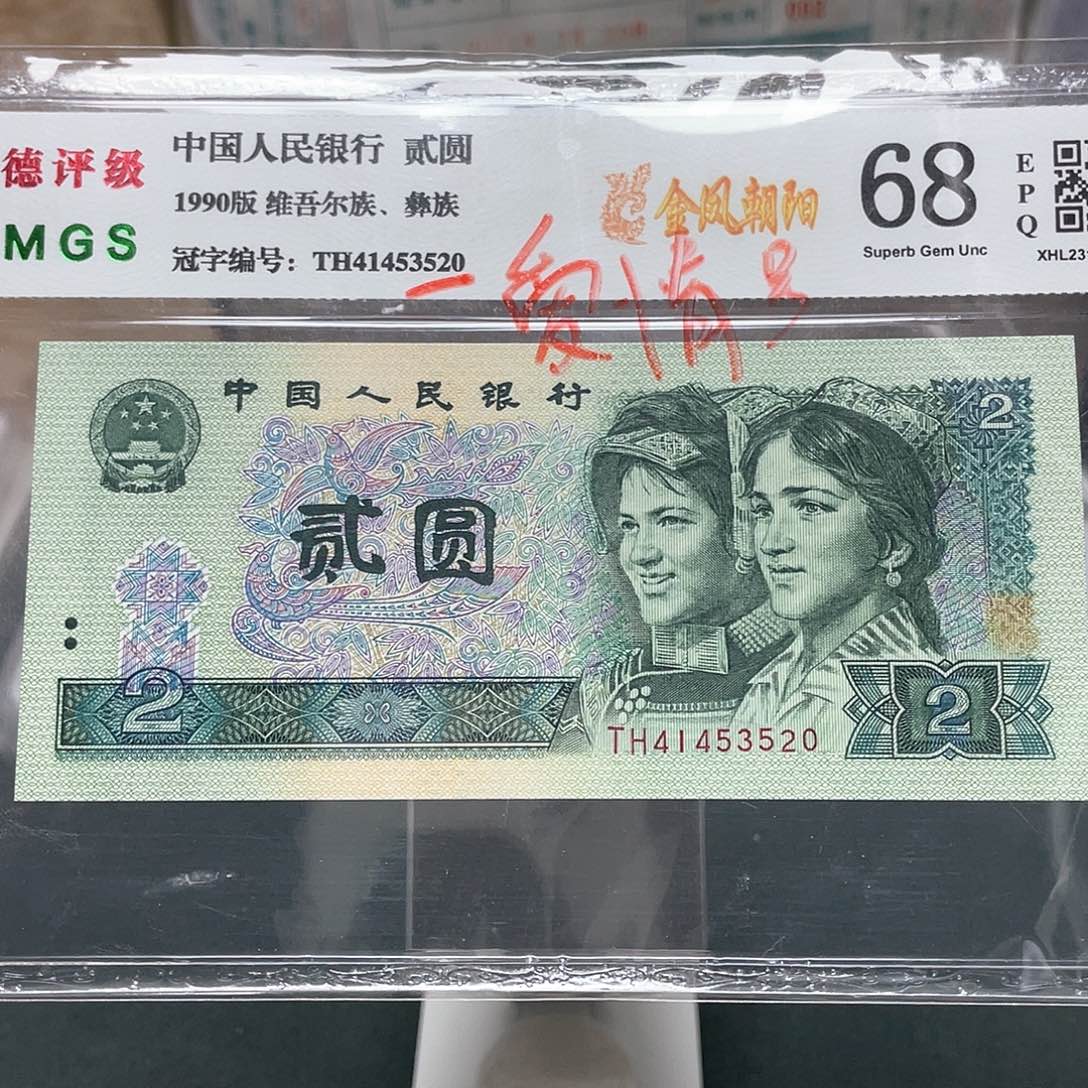 德评级
MGS
中国人民银行 贰圆
1990版 维吾尔族、彝族
冠字编号：TH41453520
金凤朝阳
68
Superb Gem Unc
EPQ
XHL23
爱情号
中国人民银行
贰圆
2
2
2
TH41453520